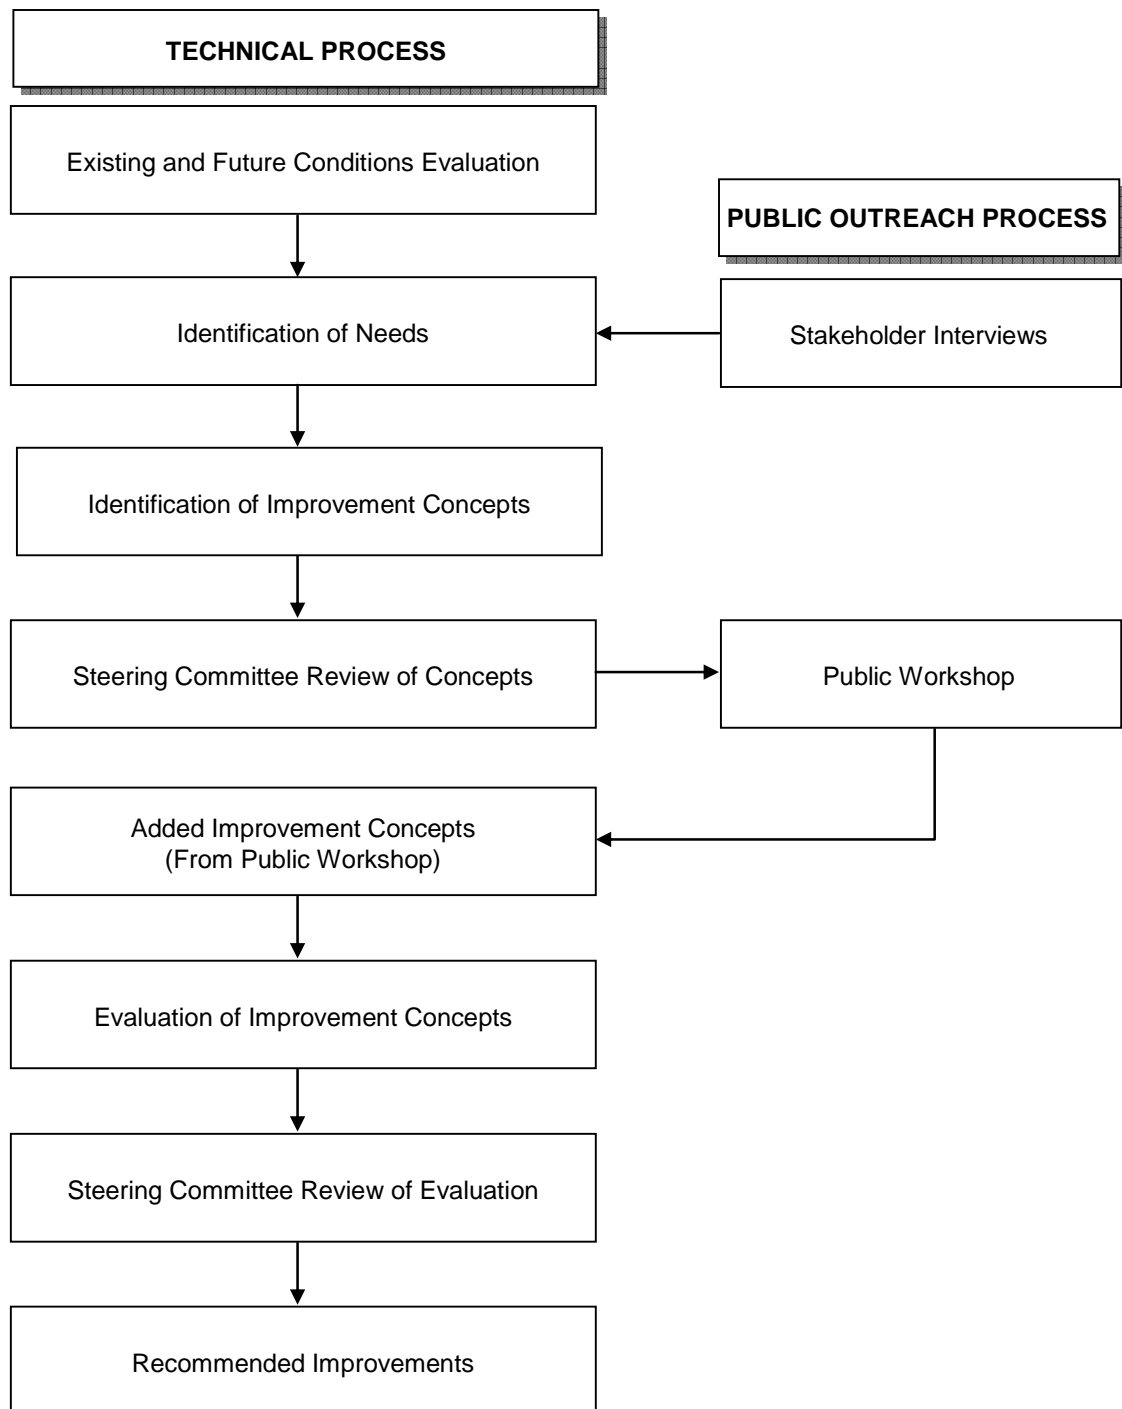 TECHNICAL PROCESS
Existing and Future Conditions Evaluation
PUBLIC OUTREACH PROCESS
Identification of Needs
Stakeholder Interviews
Identification of Improvement Concepts
Steering Committee Review of Concepts
Public Workshop
Added Improvement Concepts
(From Public Workshop)
Evaluation of Improvement Concepts
Steering Committee Review of Evaluation
Recommended Improvements